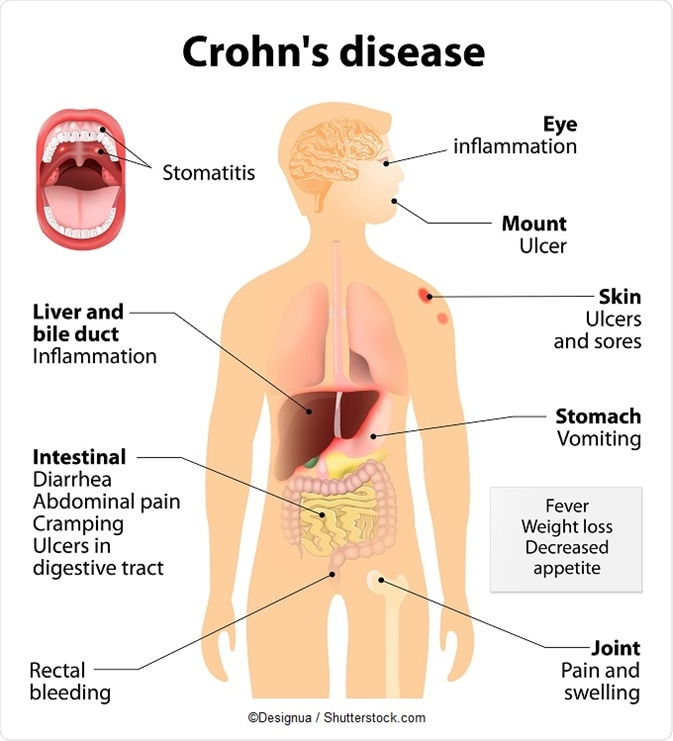 Crohn's disease
Stomatitis
Eye
inflammation
Mount
Ulcer
Skin
Ulcers
and sores
Liver and
bile duct
Inflammation
Stomach
Vomiting
Intestinal
Diarrhea
Abdominal pain
Cramping
Ulcers in
digestive tract
Fever
Weight loss
Decreased
appetite
Rectal
bleeding
Joint
Pain and
swelling
©Designua / Shutterstock.com